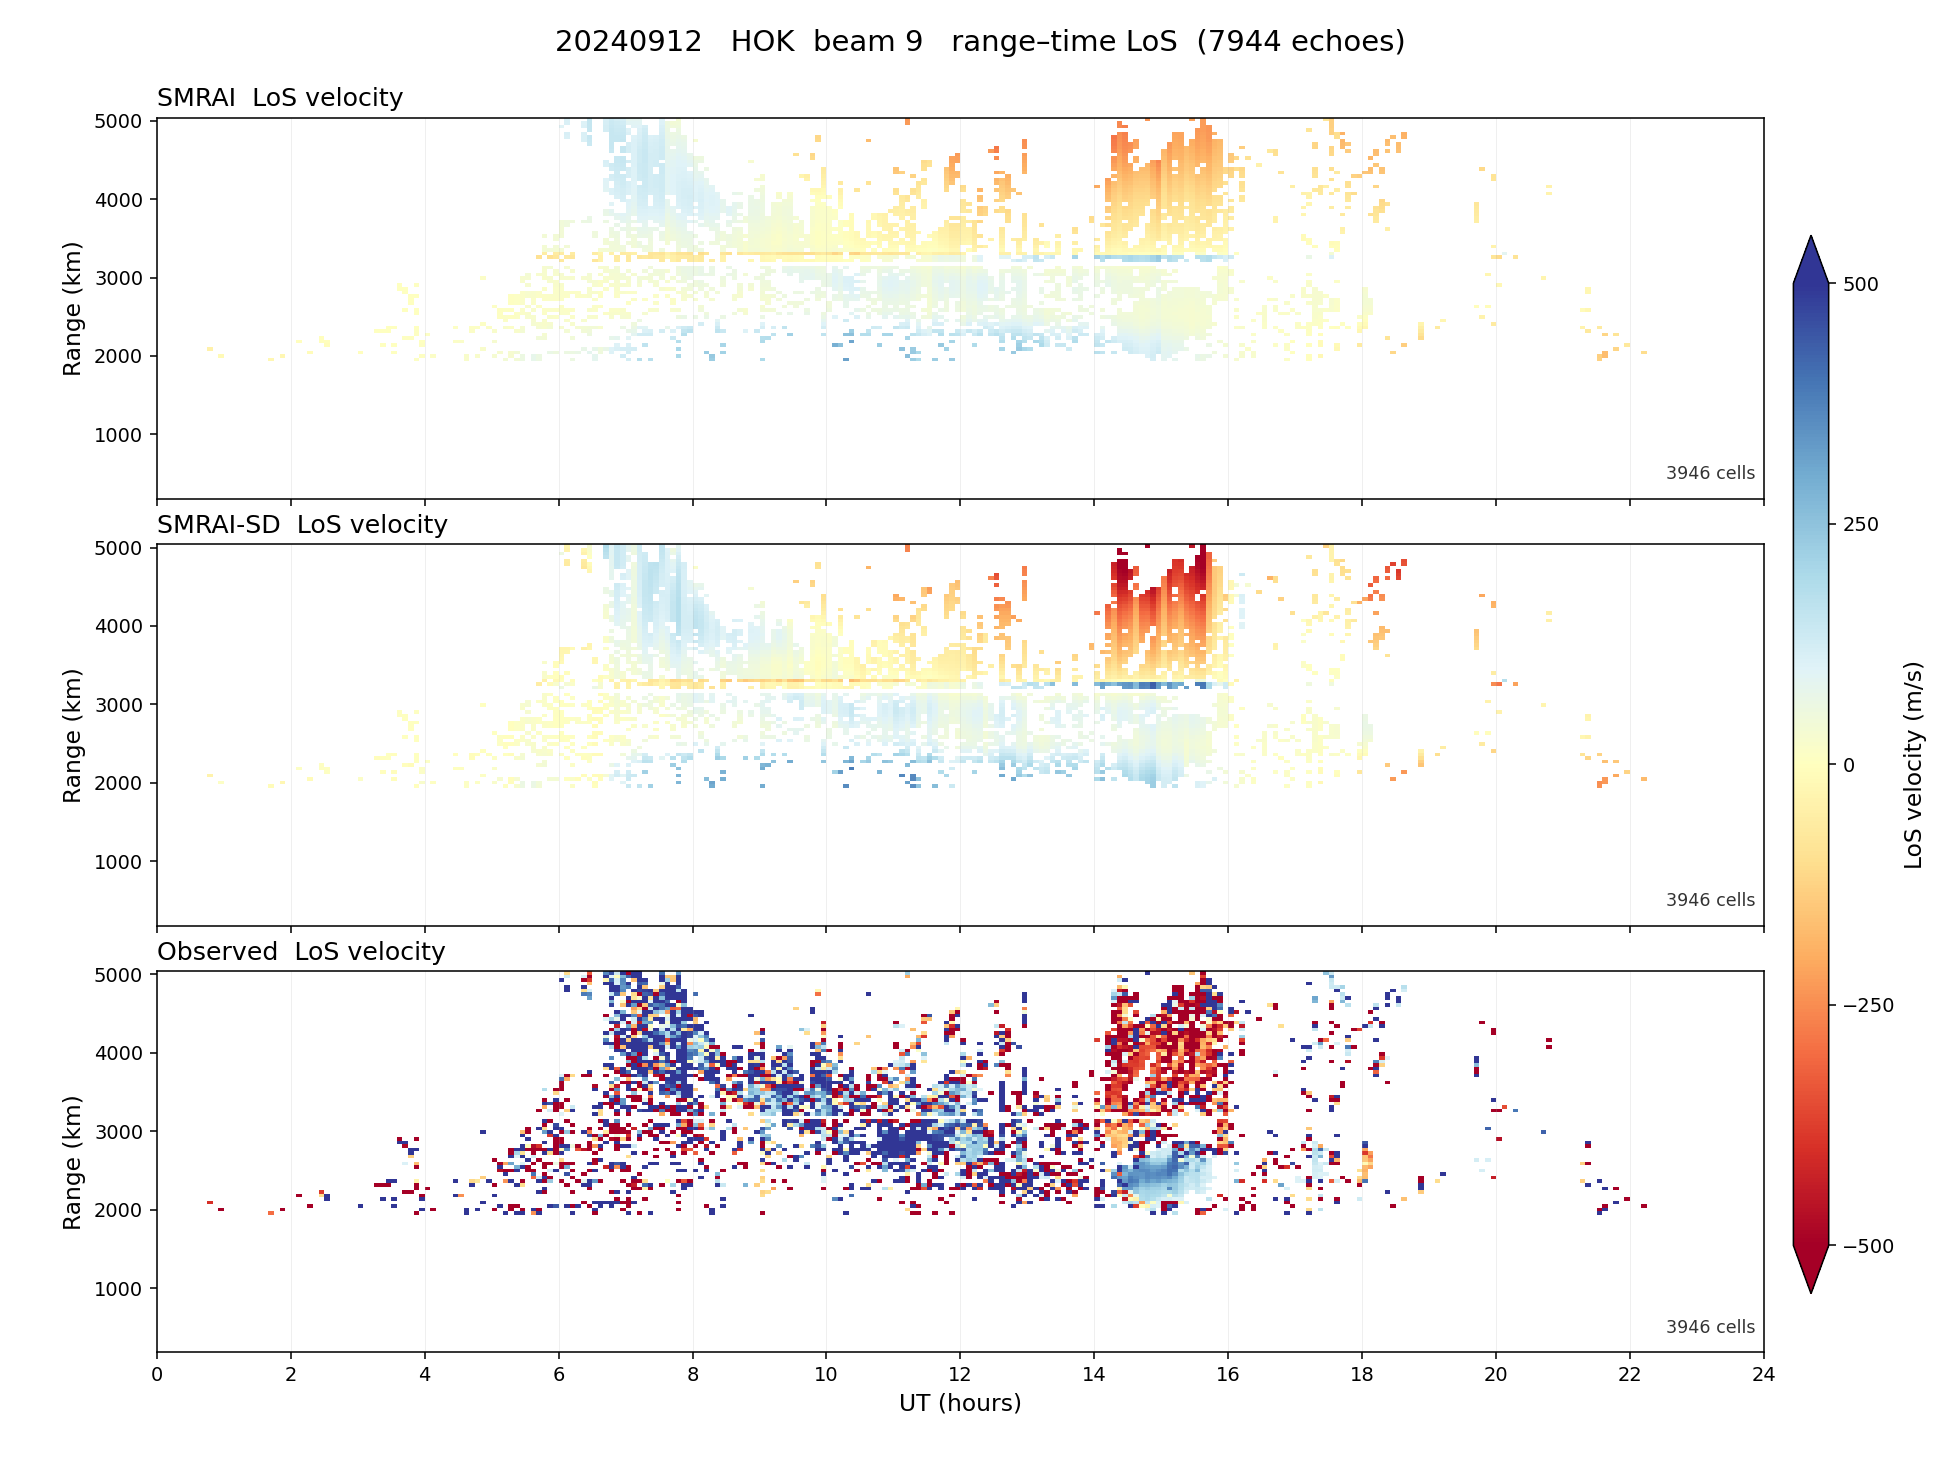 20240912   HOK  beam 9   range–time LoS  (7944 echoes)
SMRAI  LoS velocity
5000
4000
3000
2000
1000
Range (km)
3946 cells
SMRAI-SD  LoS velocity
5000
4000
3000
2000
1000
Range (km)
3946 cells
Observed  LoS velocity
5000
4000
3000
2000
1000
Range (km)
3946 cells
0 2 4 6 8 10 12 14 16 18 20 22 24
UT (hours)
500
250
0
−250
−500
LoS velocity (m/s)